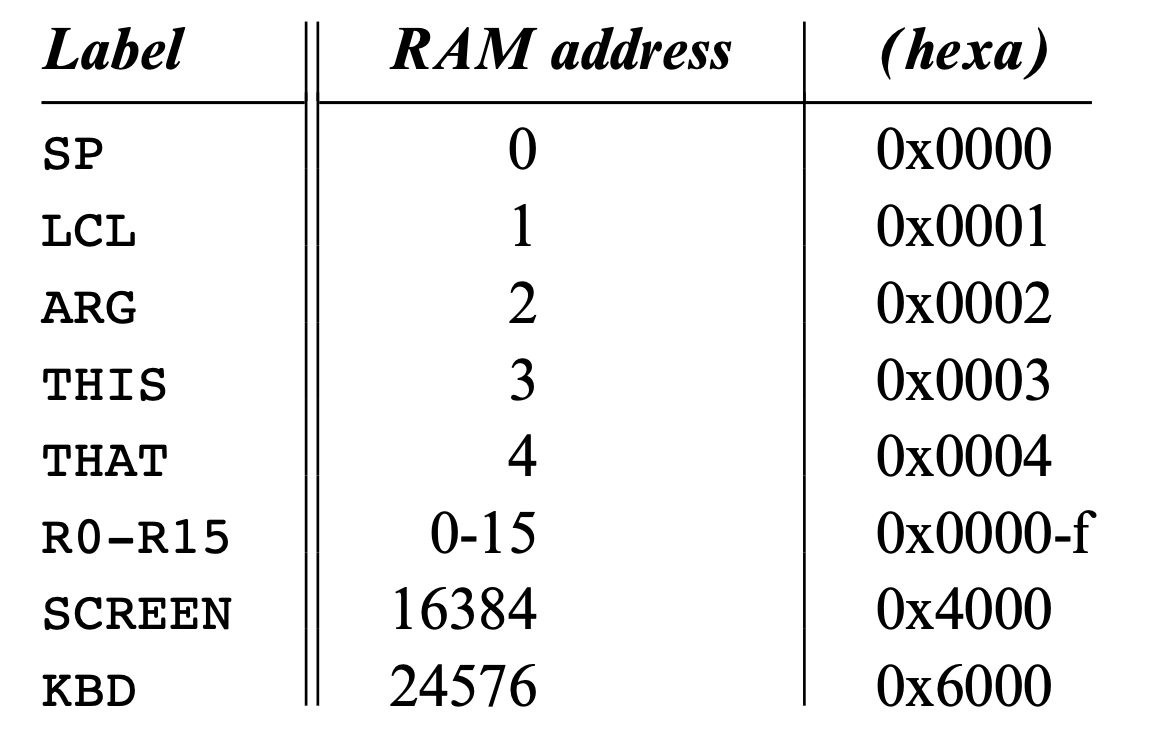 Label RAM address (hexa)
SP 0 0x0000
LCL 1 0x0001
ARG 2 0x0002
THIS 3 0x0003
THAT 4 0x0004
R0-R15 0-15 0x0000-f
SCREEN 16384 0x4000
KBD 24576 0x6000